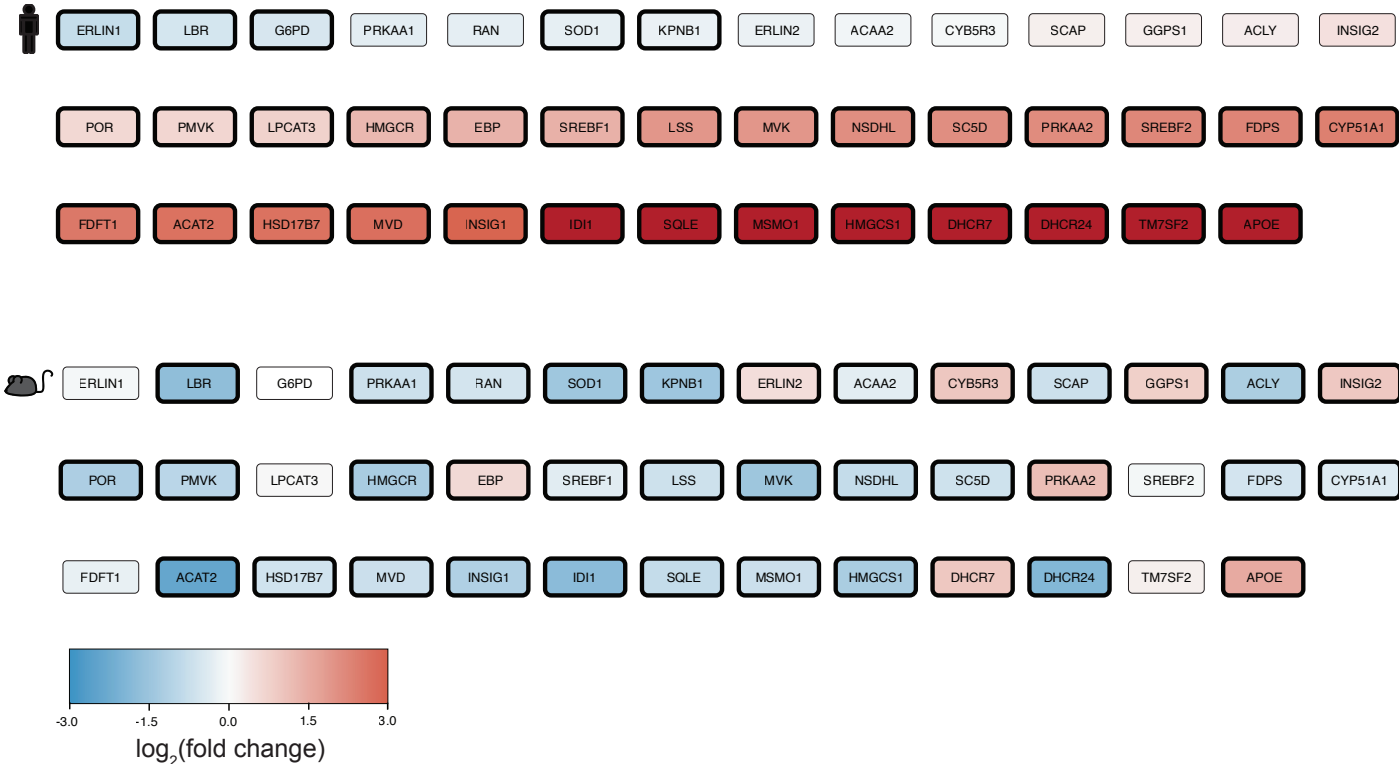 ERLIN1 LBR G6PD PRKAA1 RAN SOD1 KPNB1 ERLIN2 ACAA2 CYB5R3 SCAP GGPS1 ACLY INSIG2
POR PMVK LPCAT3 HMGCR EBP SREBF1 LSS MVK NSDHL SC5D PRKAA2 SREBF2 FDPS CYP51A1
FDFT1 ACAT2 HSD17B7 MVD INSIG1 IDI1 SQLE MSMO1 HMGCS1 DHCR7 DHCR24 TM7SF2 APOE
ERLIN1 LBR G6PD PRKAA1 RAN SOD1 KPNB1 ERLIN2 ACAA2 CYB5R3 SCAP GGPS1 ACLY INSIG2
POR PMVK LPCAT3 HMGCR EBP SREBF1 LSS MVK NSDHL SC5D PRKAA2 SREBF2 FDPS CYP51A1
FDFT1 ACAT2 HSD17B7 MVD INSIG1 IDI1 SQLE MSMO1 HMGCS1 DHCR7 DHCR24 TM7SF2 APOE
-3.0 -1.5 0.0 1.5 3.0
log₂(fold change)